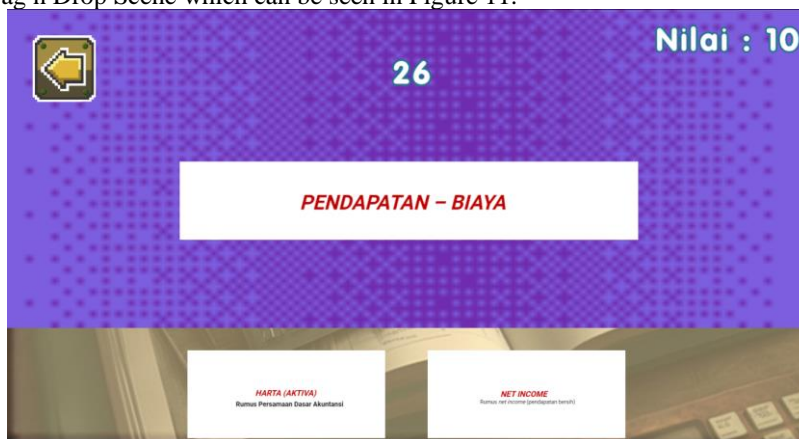 ag n Drop Scene which can be seen in Figure 11.
Nilai : 10
26
PENDAPATAN – BIAYA
HARTA (AKTIVA)
Rumus Persamaan Dasar Akuntansi
NET INCOME
Rumus net income (pendapatan bersih)